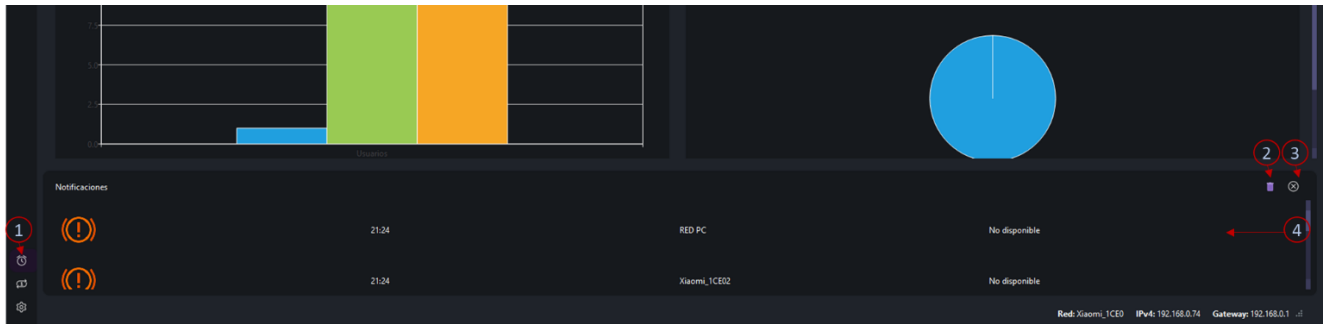 7.5
5.0
2.5
0.0
Usuarios
2 3
Notificaciones
1
21:24 RED PC No disponible
4
21:24 Xiaomi_1CE02 No disponible
Red: Xiaomi_1CE0 IPv4: 192.168.0.74 Gateway: 192.168.0.1